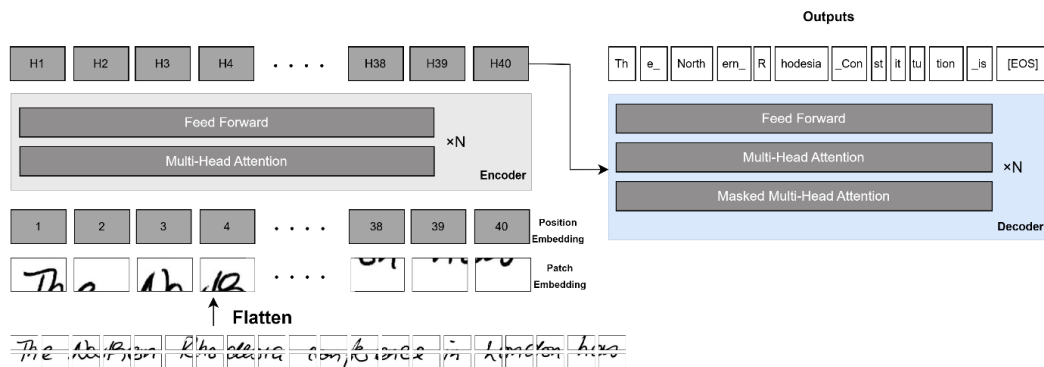 Outputs
H1 H2 H3 H4 . . . . H38 H39 H40
Th e_ North ern_ R hodesia _Con st it tu tion _is [EOS]
Feed Forward
Multi-Head Attention
×N
Encoder
Feed Forward
Multi-Head Attention
Masked Multi-Head Attention
×N
Decoder
1 2 3 4 . . . . 38 39 40
Position
Embedding
The No
. . . .
Patch
Embedding
Flatten
The Northern Rhodesia conference in London has